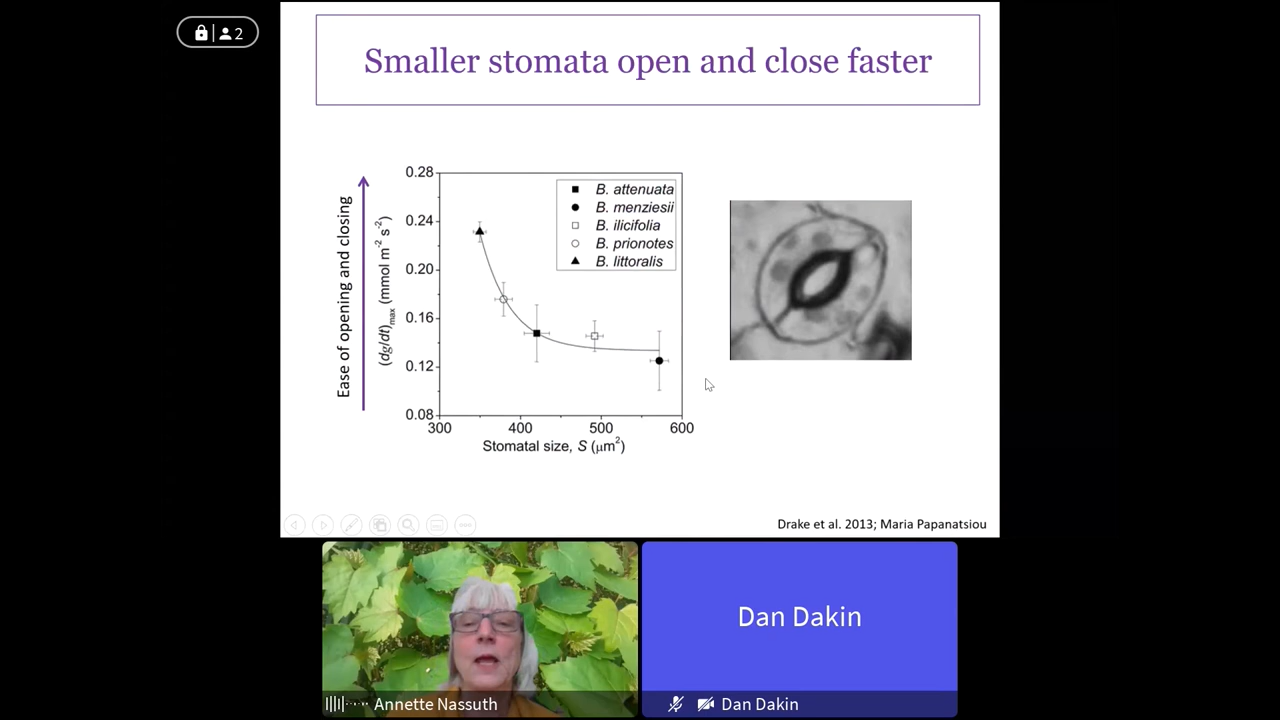 2
Smaller stomata open and close faster
Ease of opening and closing
(dg/dt)max (mmol m-2 s-2)
0.28
0.24
0.20
0.16
0.12
0.08
B. attenuata
B. menziesii
B. ilicifolia
B. prionotes
B. littoralis
300 400 500 600
Stomatal size, S (μm2)
Drake et al. 2013; Maria Papanatsiou
Dan Dakin
Annette Nassuth
Dan Dakin